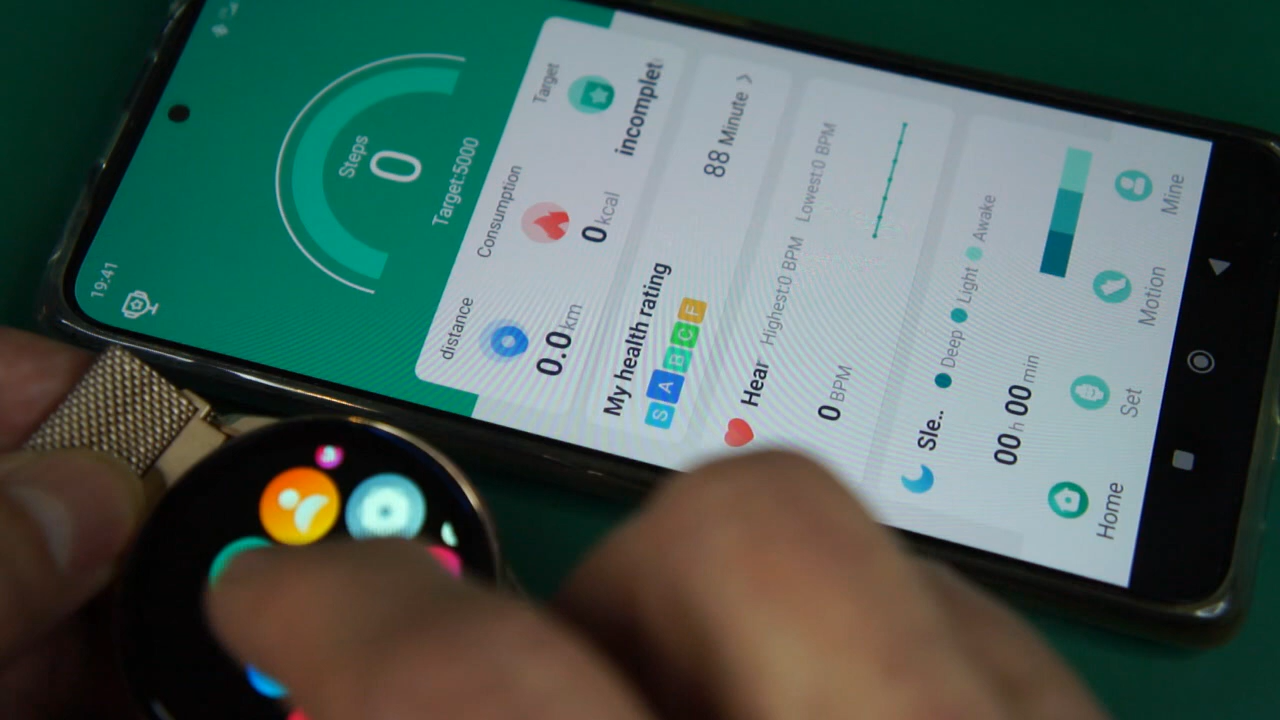 19:41
Steps
0
Target:5000
distance
Consumption
Target
0.0 km
0 kcal
incomplet
My health rating
88 Minute >
S A B C F
Hear
Highest:0 BPM
Lowest:0 BPM
0 BPM
Sle..
Deep
Light
Awake
00 h 00 min
Home
Set
Motion
Mine